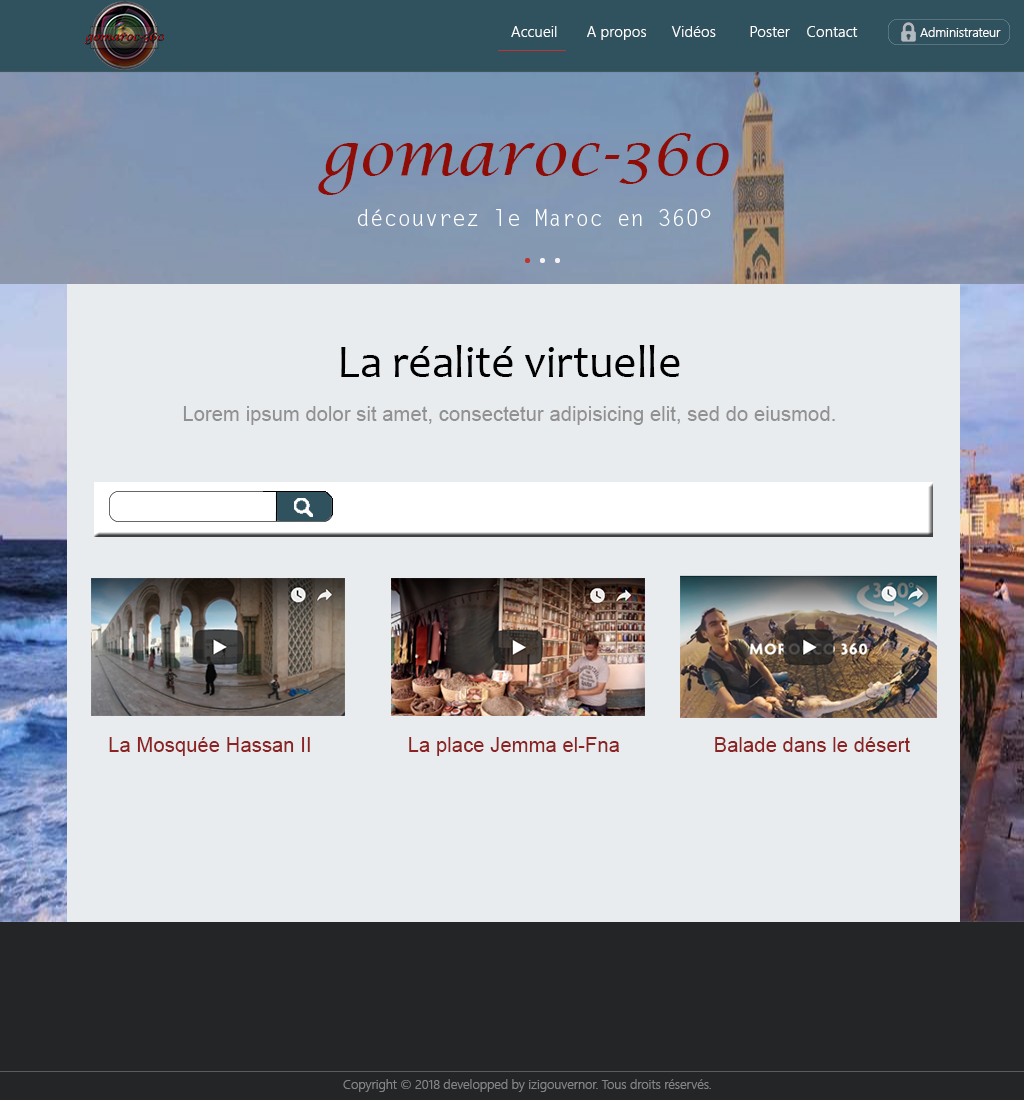 gomaroc-360
Accueil A propos Vidéos Poster Contact Administrateur
gomaroc-360
découvrez le Maroc en 360°
La réalité virtuelle
Lorem ipsum dolor sit amet, consectetur adipisicing elit, sed do eiusmod.
360°
MOROCCO 360
La Mosquée Hassan II
La place Jemma el-Fna
Balade dans le désert
Copyright © 2018 developped by izigouvernor. Tous droits réservés.